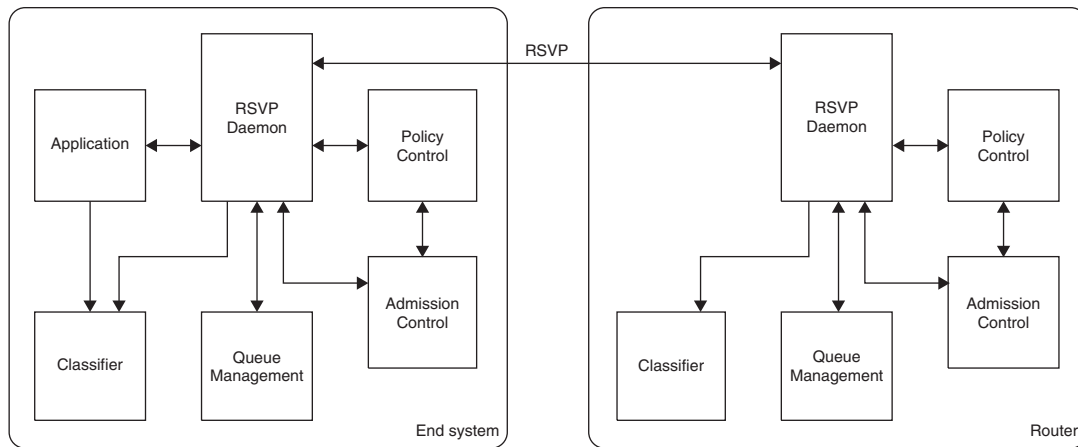 RSVP
RSVP
Daemon
Application
Policy
Control
Admission
Control
Classifier
Queue
Management
End system
RSVP
Daemon
Policy
Control
Admission
Control
Classifier
Queue
Management
Router